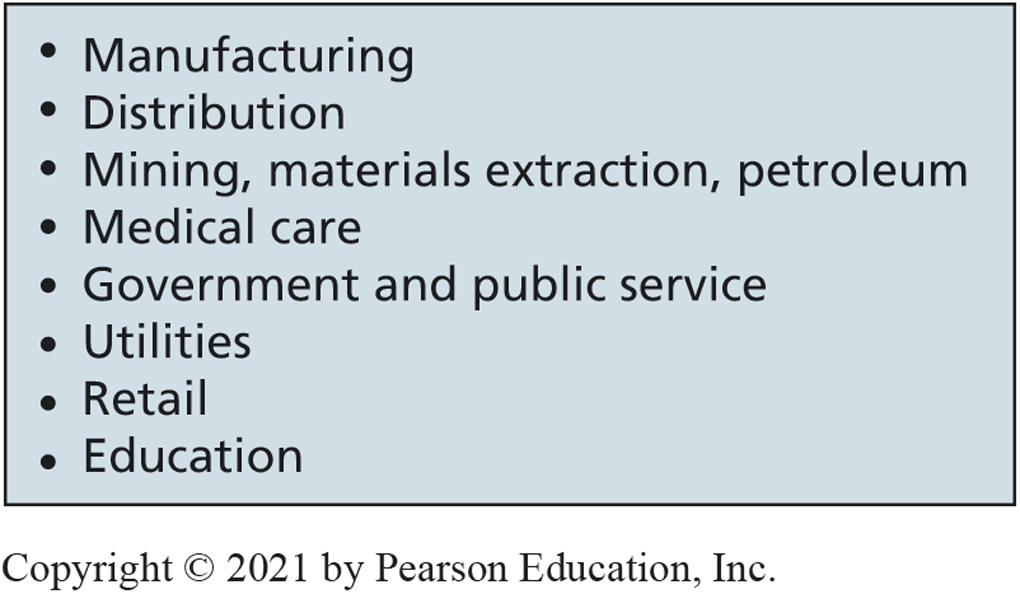 • Manufacturing
• Distribution
• Mining, materials extraction, petroleum
• Medical care
• Government and public service
• Utilities
• Retail
• Education
Copyright © 2021 by Pearson Education, Inc.